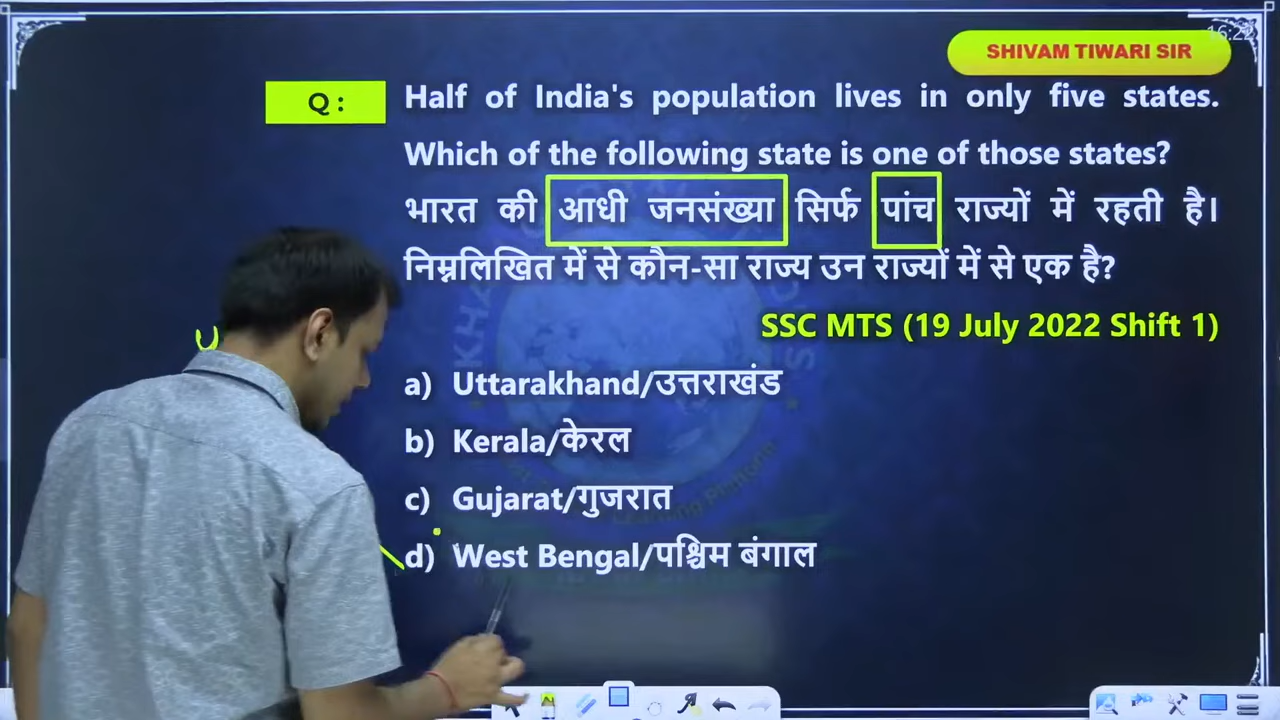 16:22
SHIVAM TIWARI SIR
Q :
Half of India's population lives in only five states.
Which of the following state is one of those states?
भारत की आधी जनसंख्या सिर्फ पांच राज्यों में रहती है।
निम्नलिखित में से कौन-सा राज्य उन राज्यों में से एक है?
SSC MTS (19 July 2022 Shift 1)
a) Uttarakhand/उत्तराखंड
b) Kerala/केरल
c) Gujarat/गुजरात
d) West Bengal/पश्चिम बंगाल